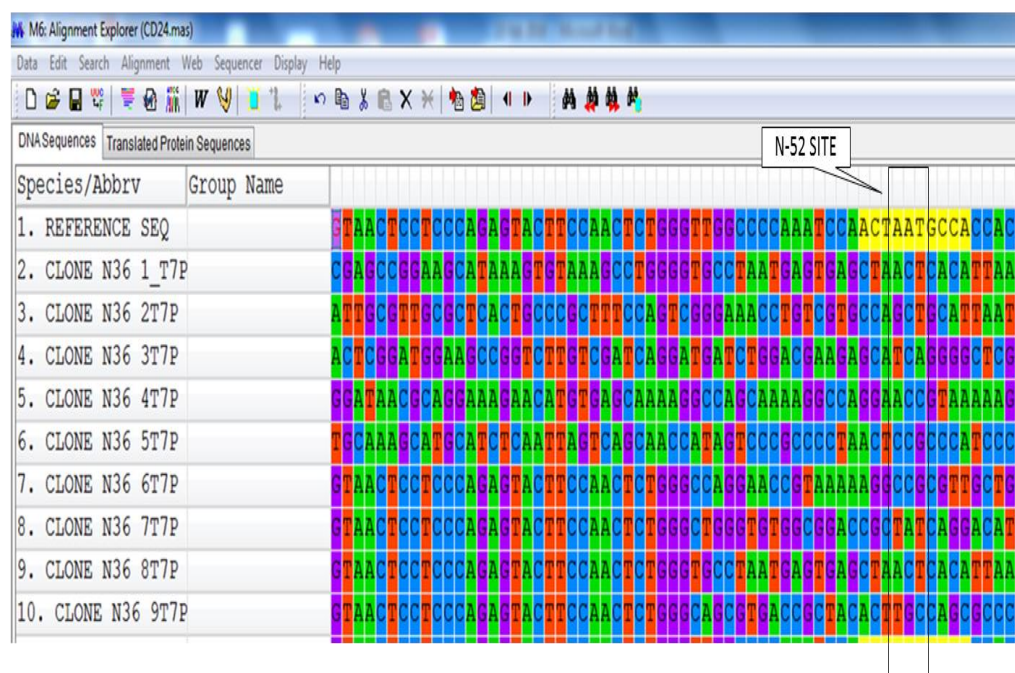 M6: Alignment Explorer (CD24.mas)
Data Edit Search Alignment Web Sequencer Display Help
W
DNA Sequences Translated Protein Sequences
N-52 SITE
Species/Abbrv Group Name
1. REFERENCE SEQ GTAACTCCTCCCAGAGTACTTCCAACTCTGGGTTGGCCCCAAATCCAACTAATGCCACCAC
2. CLONE N36 1_T7P CGAGCCGGAAGCATAAAGTGTAAAGCCTGGGGTGCCTAATGAGTGAGCTAACTCACATTAA
3. CLONE N36 2T7P ATTGCGTTGCGCTCACTGCCCGCTTTCCAGTCGGGAAACCTGTCGTGCCAGCTGCATTAAT
4. CLONE N36 3T7P ACTCGGATGGAAGCCGGTCTTGTCGATCAGGATGATCTGGACGAAGAGCATCAGGGGCTCG
5. CLONE N36 4T7P GGATAACGCAGGAAAGAACATGTGAGCAAAAGGCCAGCAAAAGGCCAGGAACCGTAAAAAG
6. CLONE N36 5T7P TGCAAAGCATGCATCTCAATTAGTCAGCAACCATAGTCCCGCCCCTAACTCCGCCCATCCC
7. CLONE N36 6T7P GTAACTCCTCCCAGAGTACTTCCAACTCTGGGCCAGGAACCGTAAAAAGGCCGCGTTGCTG
8. CLONE N36 7T7P GTAACTCCTCCCAGAGTACTTCCAACTCTGGGCTGGGTGTGGCGGACCGCTATCAGGACAT
9. CLONE N36 8T7P GTAACTCCTCCCAGAGTACTTCCAACTCTGGGTGCCTAATGAGTGAGCTAACTCACATTAA
10. CLONE N36 9T7P GTAACTCCTCCCAGAGTACTTCCAACTCTGGGCAGCGTGACCGCTACACTTGCCAGCGCCC